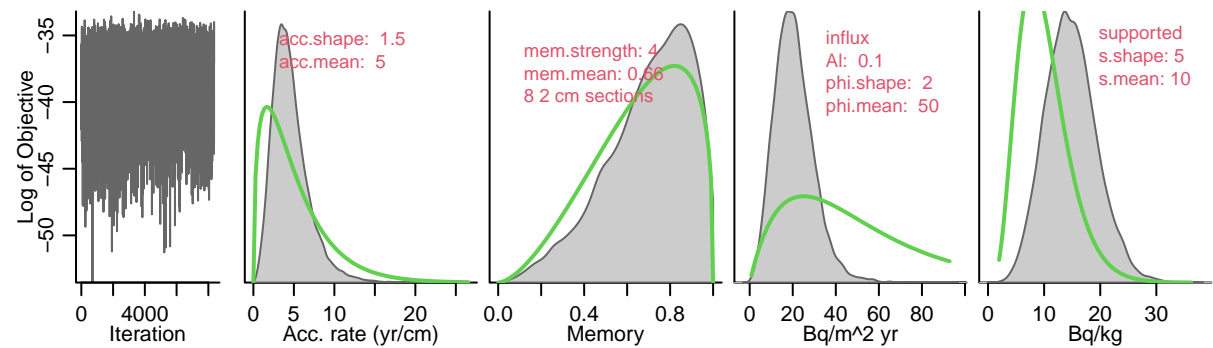 Log of Objective
−35
−40
−45
−50
0
4000
Iteration
acc.shape: 1.5
acc.mean: 5
0
5
10
15
20
25
Acc. rate (yr/cm)
mem.strength: 4
mem.mean: 0.66
8 2 cm sections
0.0
0.4
0.8
Memory
influx
Al: 0.1
phi.shape: 2
phi.mean: 50
0
20
40
60
80
Bq/m^2 yr
supported
s.shape: 5
s.mean: 10
0
10
20
30
Bq/kg